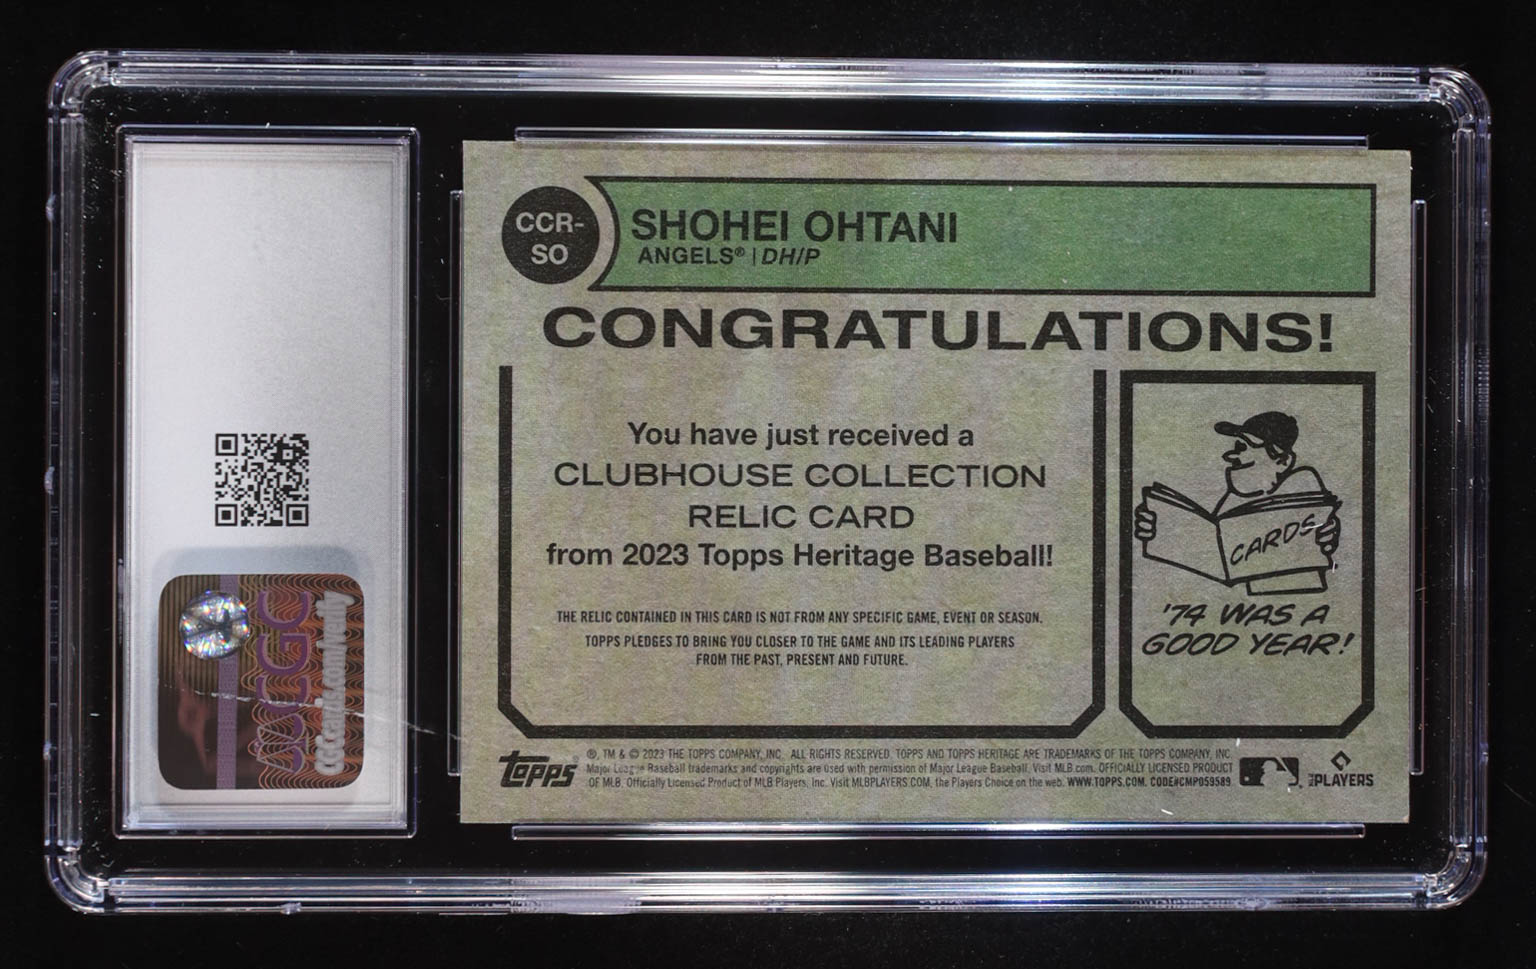 CCR-
SO
SHOHEI OHTANI
ANGELS® | DH/P
CONGRATULATIONS!
You have just received a
CLUBHOUSE COLLECTION
RELIC CARD
from 2023 Topps Heritage Baseball!
THE RELIC CONTAINED IN THIS CARD IS NOT FROM ANY SPECIFIC GAME, EVENT OR SEASON.
TOPPS PLEDGES TO BRING YOU CLOSER TO THE GAME AND ITS LEADING PLAYERS
FROM THE PAST, PRESENT AND FUTURE.
CARDS
'74 WAS A
GOOD YEAR!
topps
®, TM & © 2023 THE TOPPS COMPANY, INC. ALL RIGHTS RESERVED. TOPPS AND TOPPS HERITAGE ARE TRADEMARKS OF THE TOPPS COMPANY, INC.
Major League Baseball trademarks and copyrights are used with permission of Major League Baseball. Visit MLB.com. OFFICIALLY LICENSED PRODUCT
OF MLB Players, Inc. Visit MLBPLAYERS.COM, the Players Choice on the web. WWW.TOPPS.COM. CODE#CMP059589
PLAYERS
CGC
cgccards.com/verify